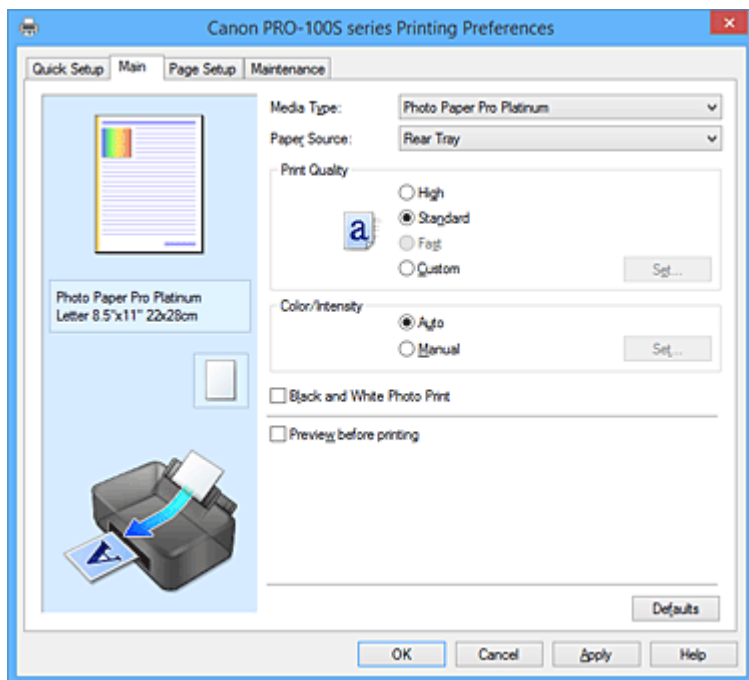 Canon PRO-100S series Printing Preferences
Quick Setup Main Page Setup Maintenance
Media Type: Photo Paper Pro Platinum
Paper Source: Rear Tray
Print Quality
High
a Standard
Fast
Custom Set...
Photo Paper Pro Platinum
Letter 8.5"x11" 22x28cm
Color/Intensity
Auto
Manual Set...
Black and White Photo Print
Preview before printing
A
Defaults
OK Cancel Apply Help